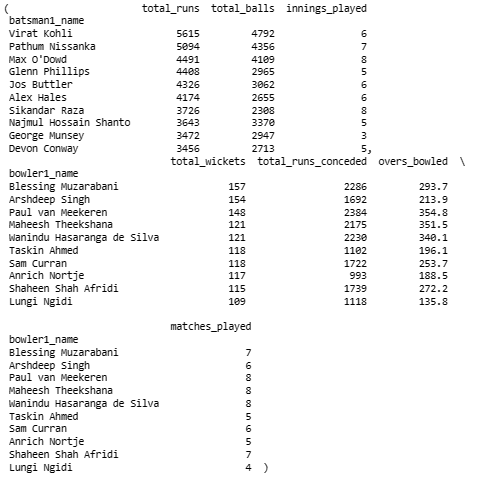 (                        total_runs  total_balls  innings_played
 batsman1_name
 Virat Kohli                   5615         4792               6
 Pathum Nissanka               5094         4356               7
 Max O'Dowd                    4491         4109               8
 Glenn Phillips                4408         2965               5
 Jos Buttler                   4326         3062               6
 Alex Hales                    4174         2655               6
 Sikandar Raza                 3726         2308               8
 Najmul Hossain Shanto         3643         3370               5
 George Munsey                 3472         2947               3
 Devon Conway                  3456         2713               5,
                             total_wickets  total_runs_conceded  overs_bowled  \
 bowler1_name
 Blessing Muzarabani                   157                 2286         293.7
 Arshdeep Singh                        154                 1692         213.9
 Paul van Meekeren                     148                 2384         354.8
 Maheesh Theekshana                    121                 2175         351.5
 Wanindu Hasaranga de Silva            121                 2230         340.1
 Taskin Ahmed                          118                 1102         196.1
 Sam Curran                            118                 1722         253.7
 Anrich Nortje                         117                  993         188.5
 Shaheen Shah Afridi                   115                 1739         272.2
 Lungi Ngidi                           109                 1118         135.8
                             matches_played
 bowler1_name
 Blessing Muzarabani                      7
 Arshdeep Singh                           6
 Paul van Meekeren                        8
 Maheesh Theekshana                       8
 Wanindu Hasaranga de Silva               8
 Taskin Ahmed                             5
 Sam Curran                               6
 Anrich Nortje                            5
 Shaheen Shah Afridi                      7
 Lungi Ngidi                              4  )